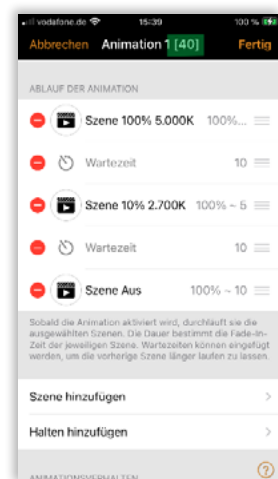 vodafone.de 15:39 100 %
Abbrechen Animation 1 [40] Fertig
ABLAUF DER ANIMATION
Szene 100% 5.000K 100%...
Wartezeit 10
Szene 10% 2.700K 100% ~ 5
Wartezeit 10
Szene Aus 100% ~ 10
Sobald die Animation aktiviert wird, durchläuft sie die
ausgewählten Szenen. Die Dauer bestimmt die Fade-In-
Zeit der jeweiligen Szene. Wartezeiten können eingefügt
werden, um die vorherige Szene länger laufen zu lassen.
Szene hinzufügen
Halten hinzufügen
ANIMATIONSVERHALTEN
?